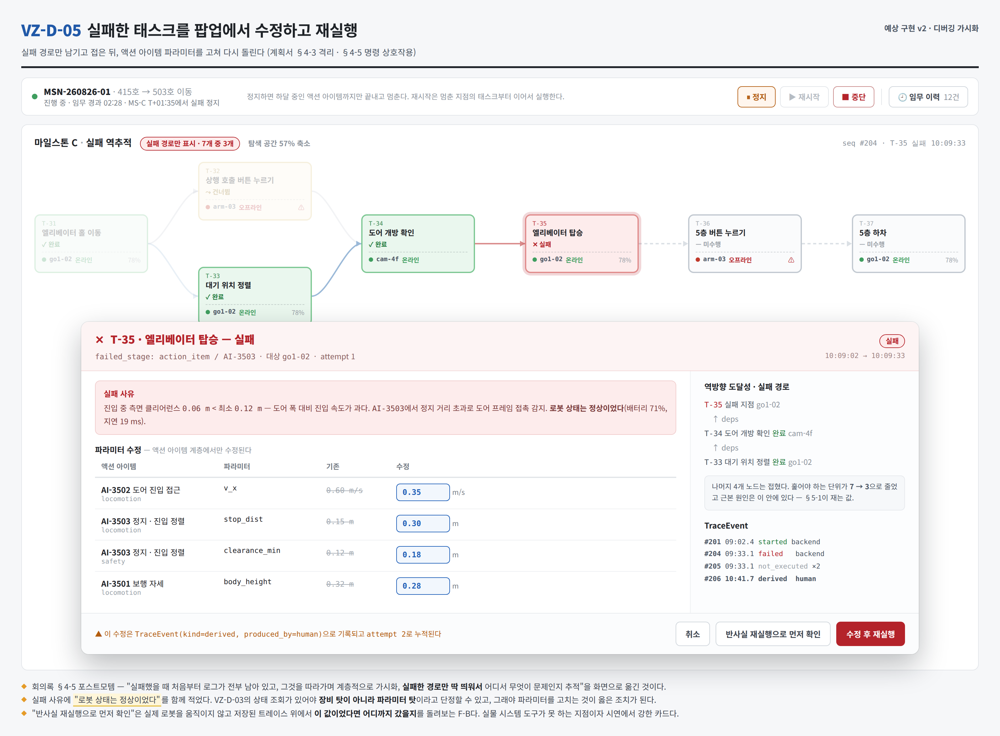 VZ-D-05 실패한 태스크를 팝업에서 수정하고 재실행
예상 구현 v2 · 디버깅 가시화
실패 경로만 남기고 접은 뒤, 액션 아이템 파라미터를 고쳐 다시 돌린다 (계획서 §4-3 격리 · §4-5 명령 상호작용)
MSN-260826-01 · 415호 → 503호 이동
진행 중 · 임무 경과 02:28 · MS-C T+01:35에서 실패 정지
정지하면 하달 중인 액션 아이템까지만 끝내고 멈춘다. 재시작은 멈춘 지점의 태스크부터 이어서 실행한다.
⏸ 정지
▶ 재시작
■ 중단
🕘 임무 이력 12건
마일스톤 C · 실패 역추적
실패 경로만 표시 · 7개 중 3개
탐색 공간 57% 축소
seq #204 · T-35 실패 10:09:33
T-31
엘리베이터 홀 이동
✓ 완료
go1-02 온라인 78%
T-32
상행 호출 버튼 누르기
⤳ 건너뜀
arm-03 오프라인 ⚠
T-33
대기 위치 정렬
✓ 완료
go1-02 온라인 78%
T-34
도어 개방 확인
✓ 완료
cam-4f 온라인
T-35
엘리베이터 탑승
✕ 실패
go1-02 온라인 78%
T-36
5층 버튼 누르기
— 미수행
arm-03 오프라인 ⚠
T-37
5층 하차
— 미수행
go1-02 온라인 78%
✕ T-35 · 엘리베이터 탑승 — 실패
failed_stage: action_item / AI-3503 · 대상 go1-02 · attempt 1
실패
10:09:02 → 10:09:33
실패 사유
진입 중 측면 클리어런스 0.06 m < 최소 0.12 m — 도어 폭 대비 진입 속도가 과다. AI-3503에서 정지 거리 초과로 도어 프레임 접촉 감지. 로봇 상태는 정상이었다(배터리 71%,
지연 19 ms).
파라미터 수정 — 액션 아이템 계층에서만 수정된다
액션 아이템 파라미터 기존 수정
AI-3502 도어 진입 접근 v_x 0.60 m/s 0.35 m/s
locomotion
AI-3503 정지 · 진입 정렬 stop_dist 0.15 m 0.30 m
locomotion
AI-3503 정지 · 진입 정렬 clearance_min 0.12 m 0.18 m
safety
AI-3501 보행 자세 body_height 0.32 m 0.28 m
locomotion
역방향 도달성 · 실패 경로
T-35 실패 지점 go1-02
↑ deps
T-34 도어 개방 확인 완료 cam-4f
↑ deps
T-33 대기 위치 정렬 완료 go1-02
나머지 4개 노드는 접혔다. 훑어야 하는 단위가 7 → 3으로 줄었
고 근본 원인은 이 안에 있다 — §5-1이 재는 값.
TraceEvent
#201 09:02.4 started backend
#204 09:33.1 failed backend
#205 09:33.1 not_executed ×2
#206 10:41.7 derived human
▲ 이 수정은 TraceEvent(kind=derived, produced_by=human)으로 기록되고 attempt 2로 누적된다
취소
반사실 재실행으로 먼저 확인
수정 후 재실행
◆ 회의록 §4-5 포스트모템 — "실패했을 때 처음부터 로그가 전부 남아 있고, 그것을 따라가며 계층적으로 가시화, 실패한 경로만 딱 띄워서 어디서 무엇이 문제인지 추적"을 화면으로 옮긴 것이다.
◆ 실패 사유에 "로봇 상태는 정상이었다"를 함께 적었다. VZ-D-03의 상태 조회가 있어야 장비 탓이 아니라 파라미터 탓이라고 단정할 수 있고, 그래야 파라미터를 고치는 것이 옳은 조치가 된다.
◆ "반사실 재실행으로 먼저 확인"은 실제 로봇을 움직이지 않고 저장된 트레이스 위에서 이 값이었다면 어디까지 갔을지를 돌려보는 F-B다. 실물 시스템 도구가 못 하는 지점이자 시연에서 강한 카드다.